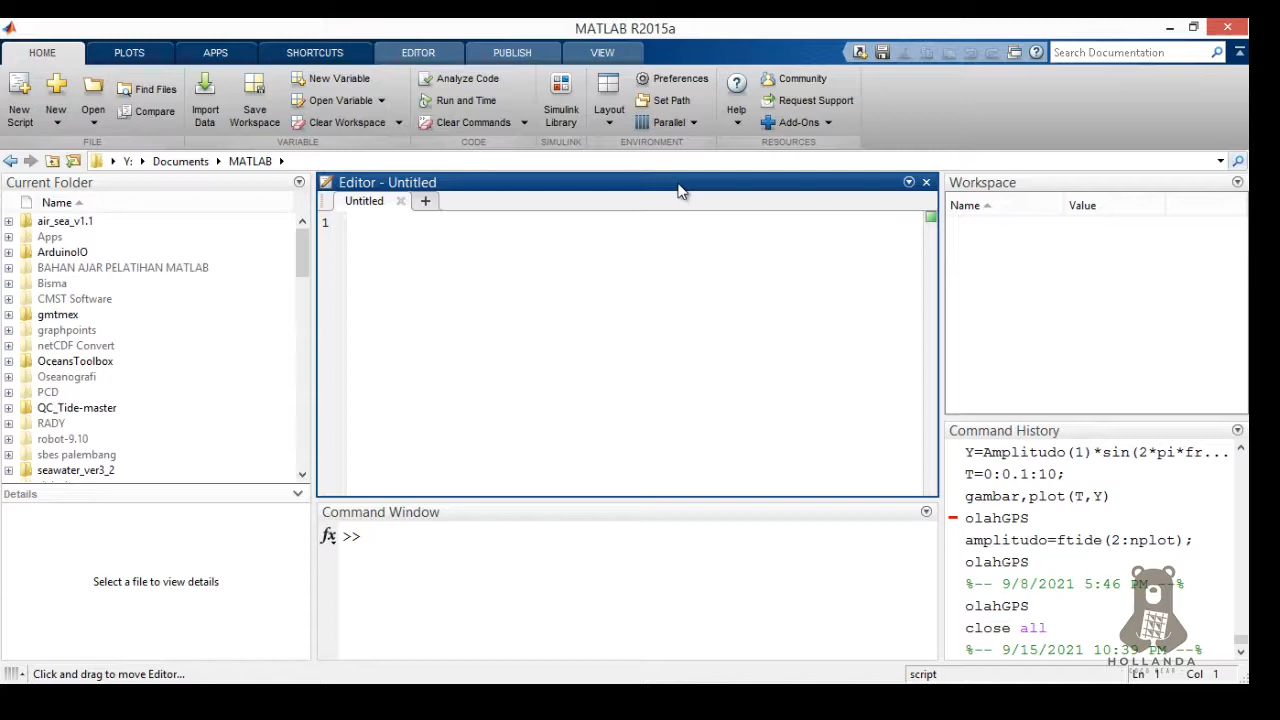 MATLAB R2015a
HOME PLOTS APPS SHORTCUTS EDITOR PUBLISH VIEW Search Documentation
New Script
New
Open
Find Files
Compare
FILE
Import Data
Save Workspace
New Variable
Open Variable
Clear Workspace
VARIABLE
Analyze Code
Run and Time
Clear Commands
CODE
Simulink Library
SIMULINK
Layout
Preferences
Set Path
Parallel
ENVIRONMENT
Help
Community
Request Support
Add-Ons
RESOURCES
Y: Documents MATLAB
Current Folder
Name
air_sea_v1.1
Apps
ArduinoIO
BAHAN AJAR PELATIHAN MATLAB
Bisma
CMST Software
gmtmex
graphpoints
netCDF Convert
OceansToolbox
Oseanografi
PCD
QC_Tide-master
RADY
robot-9.10
sbes palembang
seawater_ver3_2
Details
Select a file to view details
Editor - Untitled
Untitled
1
Command Window
fx >>
Workspace
Name Value
Command History
Y=Amplitudo(1)*sin(2*pi*fr...
T=0:0.1:10;
gambar,plot(T,Y)
olahGPS
amplitudo=ftide(2:nplot);
olahGPS
%-- 9/8/2021 5:46 PM --%
olahGPS
close all
%-- 9/15/2021 10:39 PM --%
HOLLANDA
Click and drag to move Editor...
script
Ln 1 Col 1